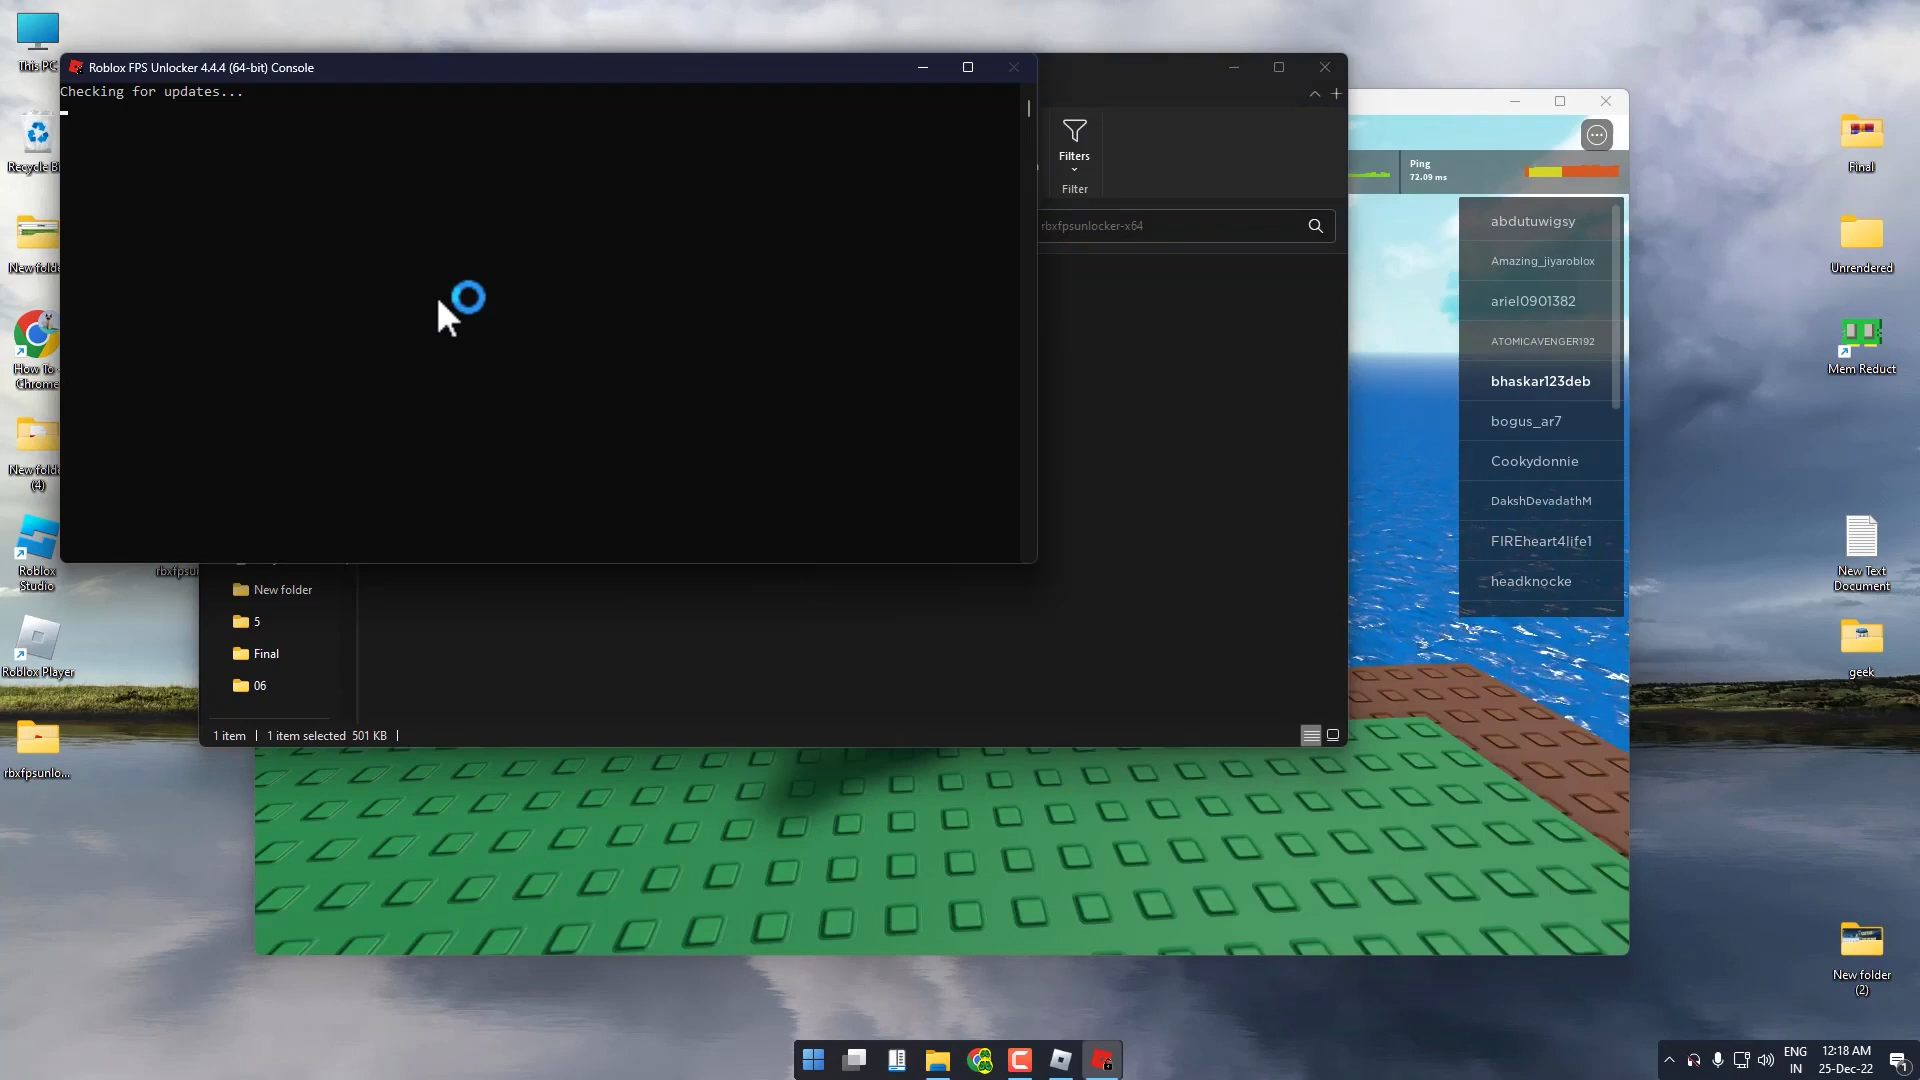 This PC
Recycle Bi
New folde
How To -
Chrome
New folde
(4)
Roblox
Studio
Roblox Player
rbxfpsunlo...
rbxfpsun
Roblox FPS Unlocker 4.4.4 (64-bit) Console
Checking for updates...
Filters
Filter
rbxfpsunlocker-x64
New folder
5
Final
06
1 item
1 item selected 501 KB
Ping
72.09 ms
abdutuwigsy
Amazing_jiyaroblox
ariel0901382
ATOMICAVENGER192
bhaskar123deb
bogus_ar7
Cookydonnie
DakshDevadathM
FIREheart4life1
headknocke
Final
Unrendered
Mem Reduct
New Text
Document
geek
New folder
(2)
ENG
IN
12:18 AM
25-Dec-22
1